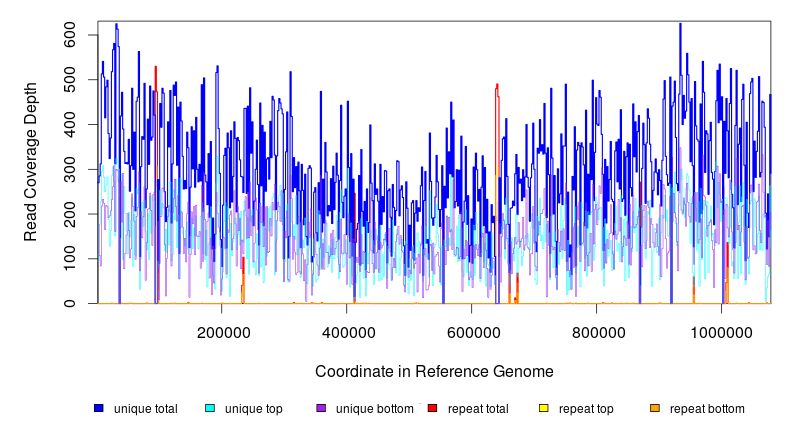 600
500
400
300
200
100
0
Read Coverage Depth
200000 400000 600000 800000 1000000
Coordinate in Reference Genome
unique total unique top unique bottom repeat total repeat top repeat bottom